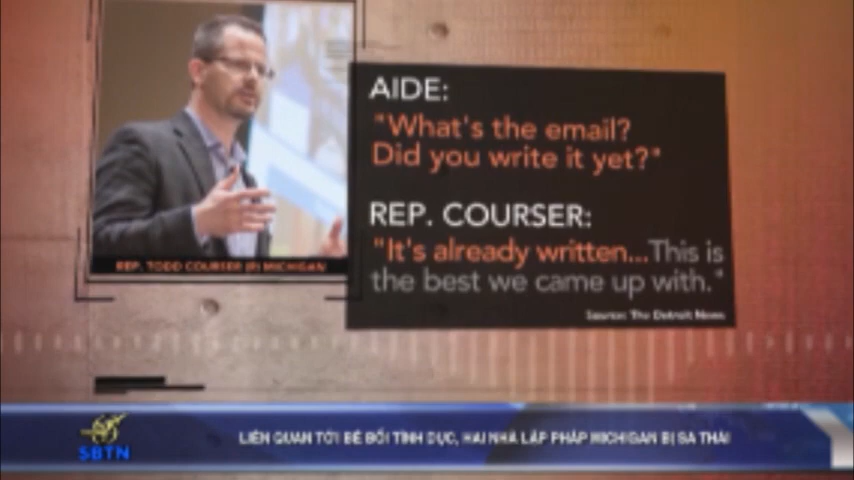 AIDE:
"What's the email?
Did you write it yet?"
REP. COURSER:
"It's already written...This is
the best we came up with."
Source: The Detroit News
REP. TODD COURSER (R) MICHIGAN
SBTN
LIÊN QUAN TỚI BÊ BỐI TÌNH DỤC, HAI NHÀ LẬP PHÁP MICHIGAN BỊ SA THẢI